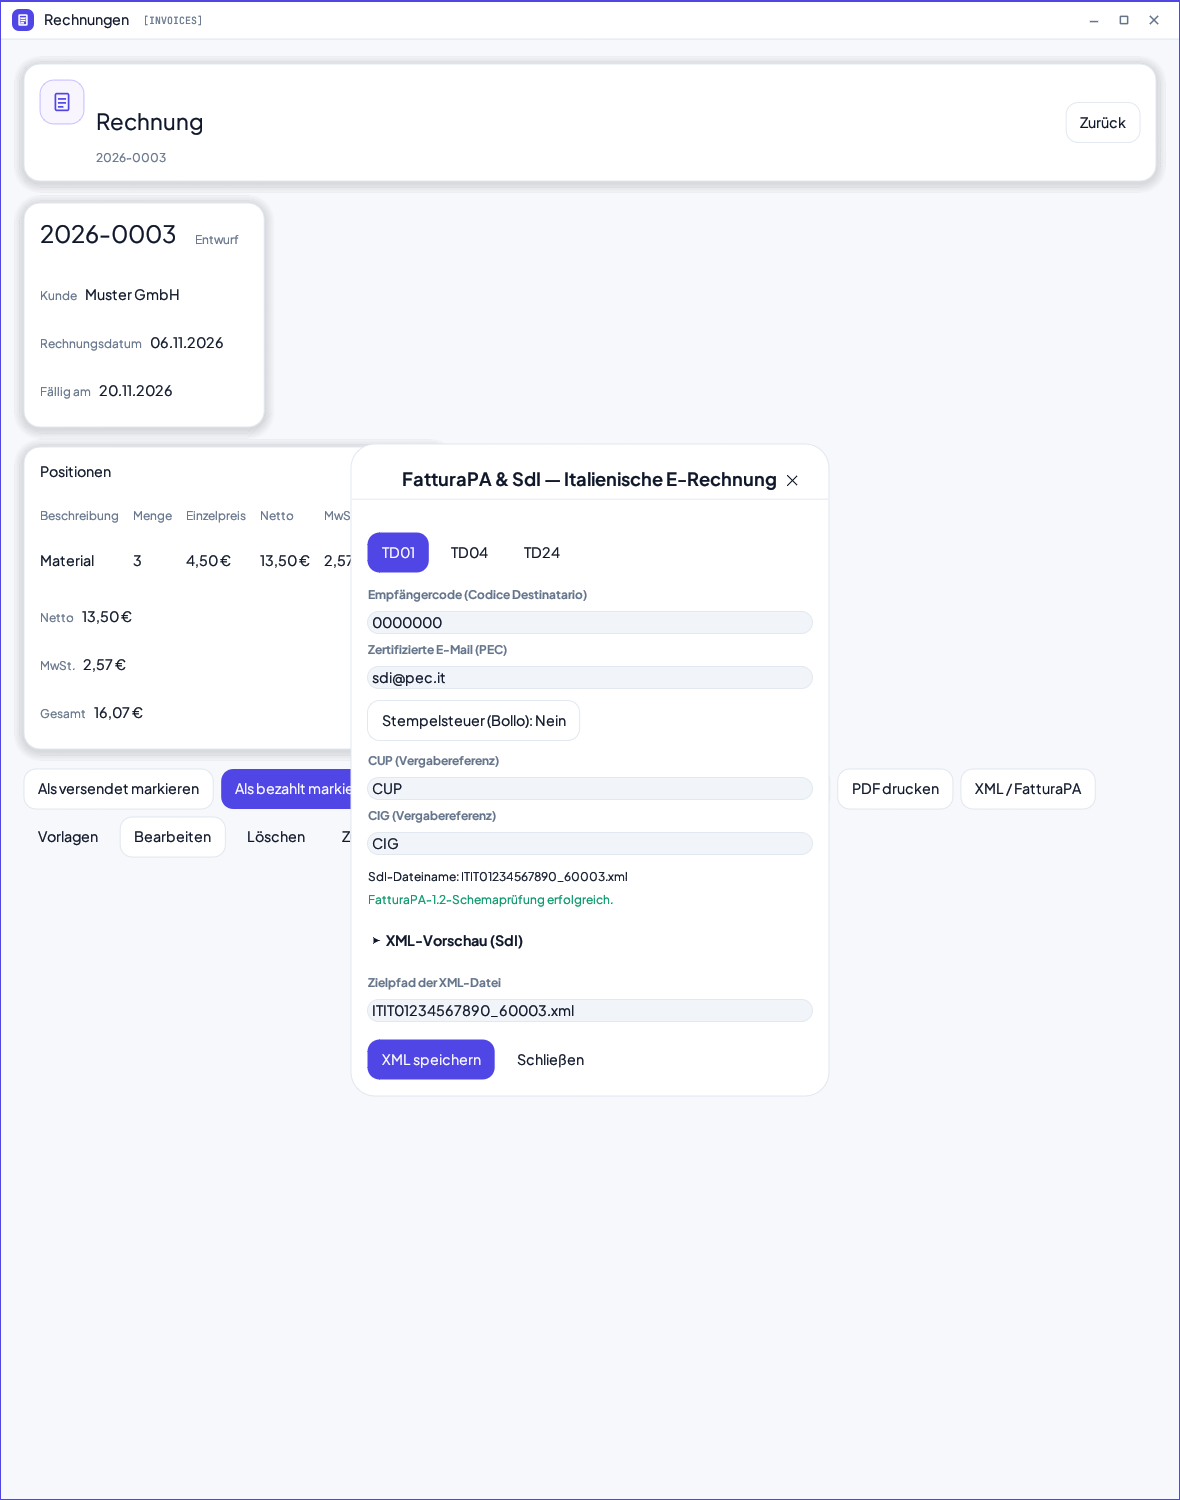 Rechnungen [INVOICES]
Rechnung
2026-0003
Zurück
2026-0003 Entwurf
Kunde Muster GmbH
Rechnungsdatum 06.11.2026
Fällig am 20.11.2026
Positionen
Beschreibung Menge Einzelpreis Netto
Material 3 4,50 € 13,50 € 2,57
Netto 13,50 €
MwSt. 2,57 €
Gesamt 16,07 €
Als versendet markieren Als bezahlt PDF drucken XML / FatturaPA
Vorlagen Bearbeiten Löschen
FatturaPA & SdI — Italienische E-Rechnung
TD01 TD04 TD24
Empfängercode (Codice Destinatario)
0000000
Zertifizierte E-Mail (PEC)
sdi@pec.it
Stempelsteuer (Bollo): Nein
CUP (Vergabereferenz)
CUP
CIG (Vergabereferenz)
CIG
SdI-Dateiname: ITIT01234567890_60003.xml
FatturaPA-1.2-Schemaprüfung erfolgreich.
XML-Vorschau (SdI)
Zielpfad der XML-Datei
ITIT01234567890_60003.xml
XML speichern Schließen